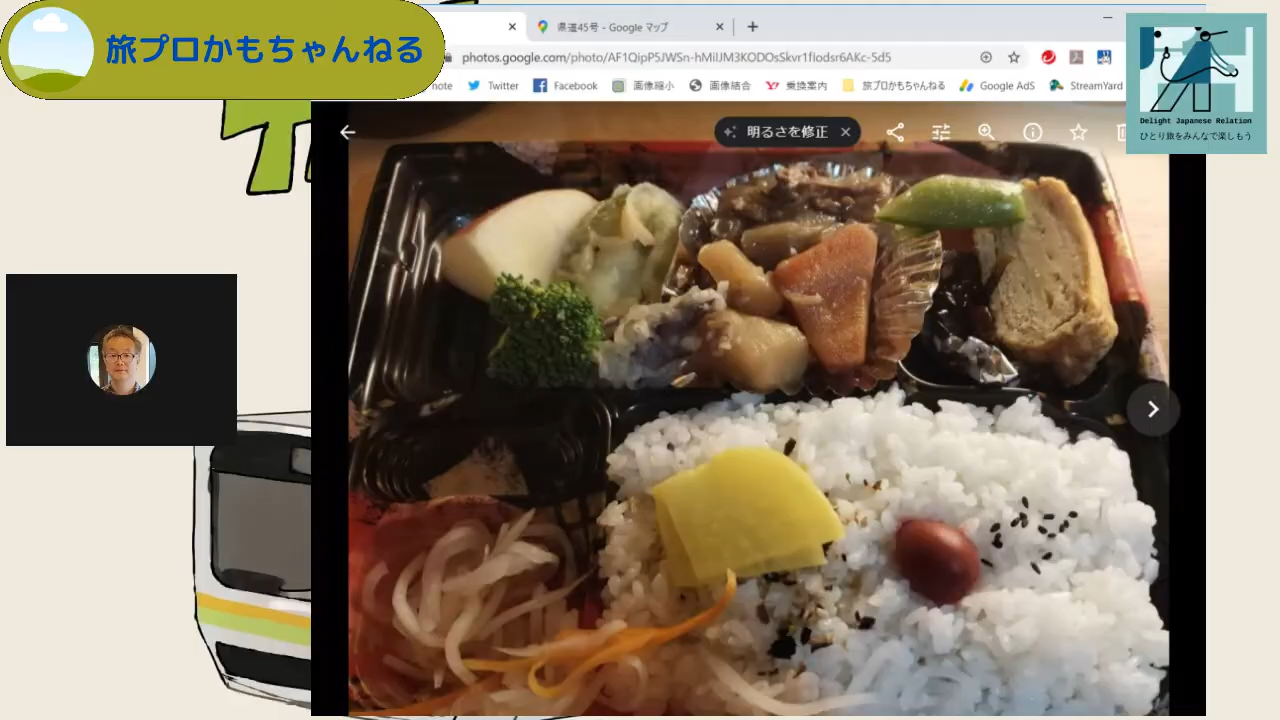 旅プロかもちゃんねる
県道45号 - Google マップ
photos.google.com/photo/AF1QipP5JWSn-hMilJM3KODOsSkvr1fIodsr6AKc-5d5
note
Twitter
Facebook
画像縮小
画像結合
乗換案内
旅プロかもちゃんねる
Google AdS
StreamYard
明るさを修正
Delight Japanese Relation
ひとり旅をみんなで楽しもう